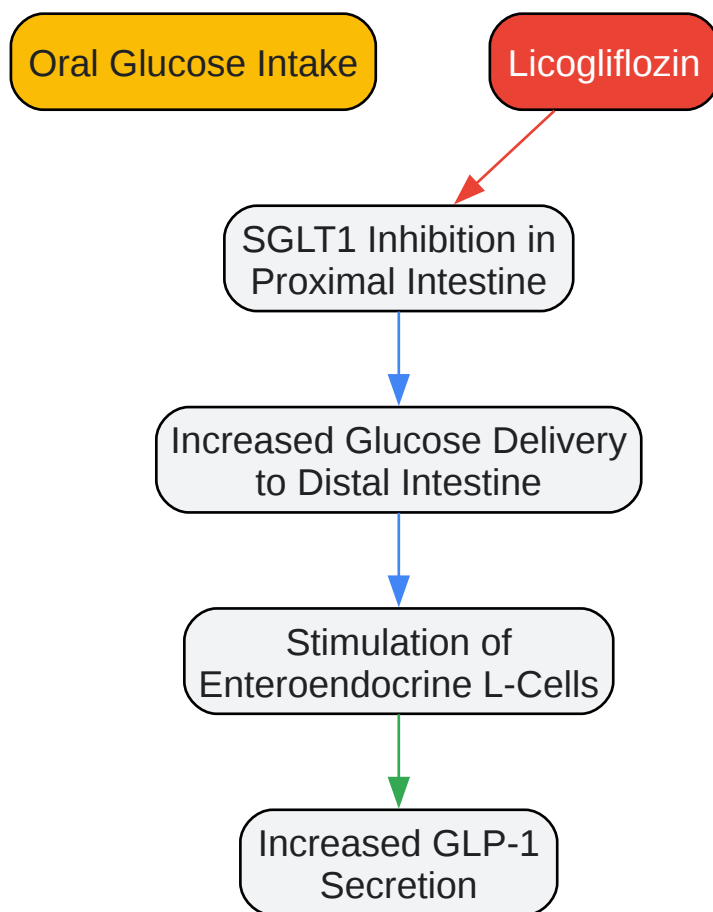 Oral Glucose Intake
Licogliflozin
SGLT1 Inhibition in
Proximal Intestine
Increased Glucose Delivery
to Distal Intestine
Stimulation of
Enteroendocrine L-Cells
Increased GLP-1
Secretion